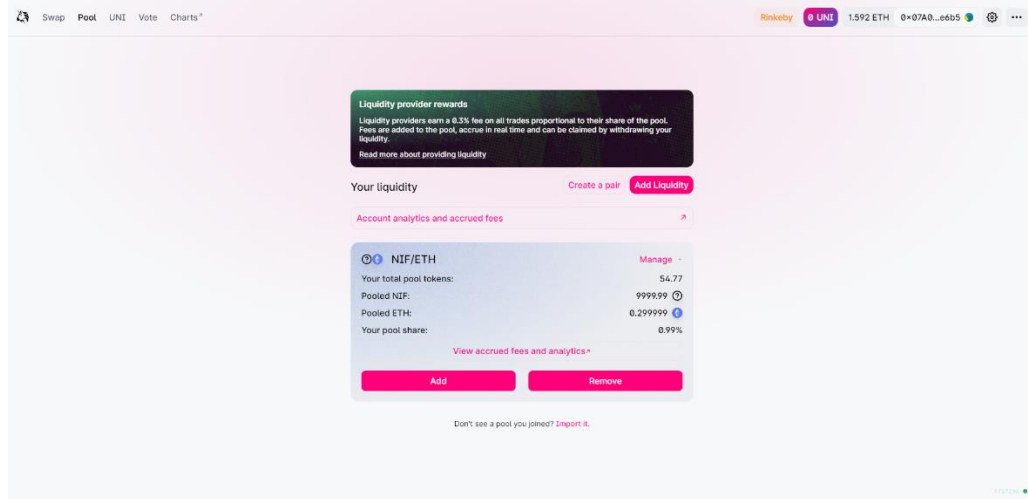 Swap Pool UNI Vote Charts↗ Rinkeby 0 UNI 1.592 ETH 0×07A0...e6b5 ...
Liquidity provider rewards
Liquidity providers earn a 0.3% fee on all trades proportional to their share of the pool.
Fees are added to the pool, accrue in real time and can be claimed by withdrawing your
liquidity.
Read more about providing liquidity
Your liquidity Create a pair Add Liquidity
Account analytics and accrued fees ↗
NIF/ETH Manage
Your total pool tokens: 54.77
Pooled NIF: 9999.99
Pooled ETH: 0.299999
Your pool share: 0.99%
View accrued fees and analytics↗
Add Remove
Don't see a pool you joined? Import it.